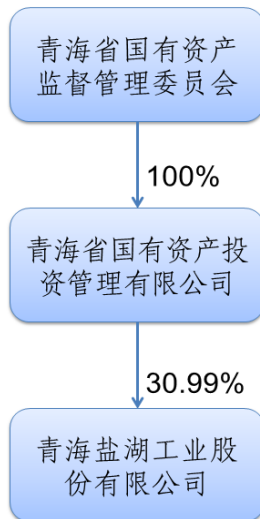 青海省国有资产
监督管理委员会
100%
青海省国有资产投
资管理有限公司
30.99%
青海盐湖工业股
份有限公司